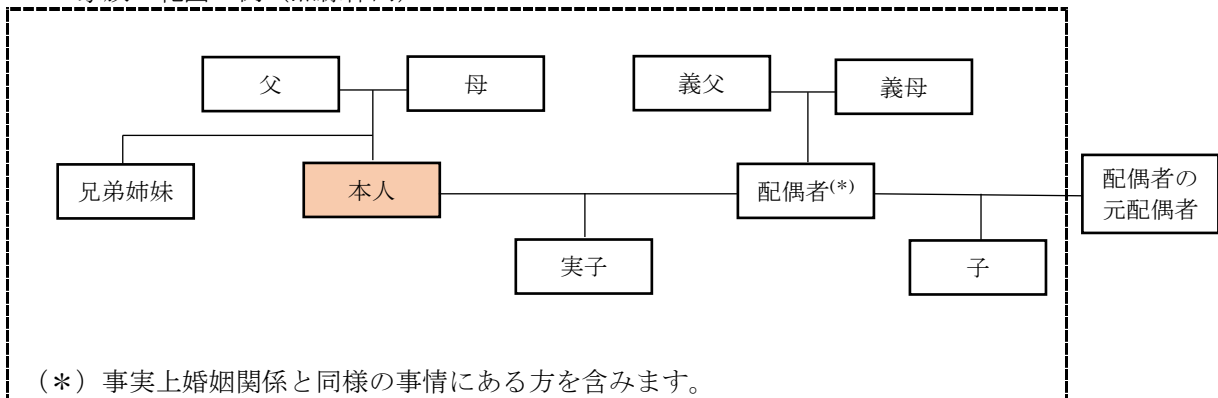 父
母
義父
義母
兄弟姉妹
本人
配偶者(*)
配偶者の
元配偶者
実子
子
（*）事実上婚姻関係と同様の事情にある方を含みます。